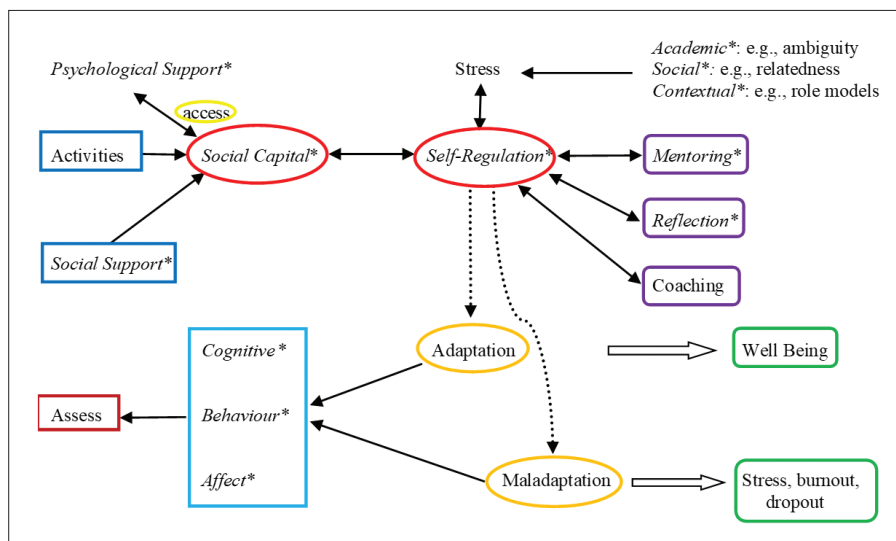 Psychological Support*
access
Stress
Academic*: e.g., ambiguity
Social*: e.g., relatedness
Contextual*: e.g., role models
Activities
Social Capital*
Self-Regulation*
Mentoring*
Reflection*
Social Support*
Coaching
Cognitive *
Adaptation
Well Being
Assess
Behaviour*
Affect*
Maladaptation
Stress, burnout,
dropout